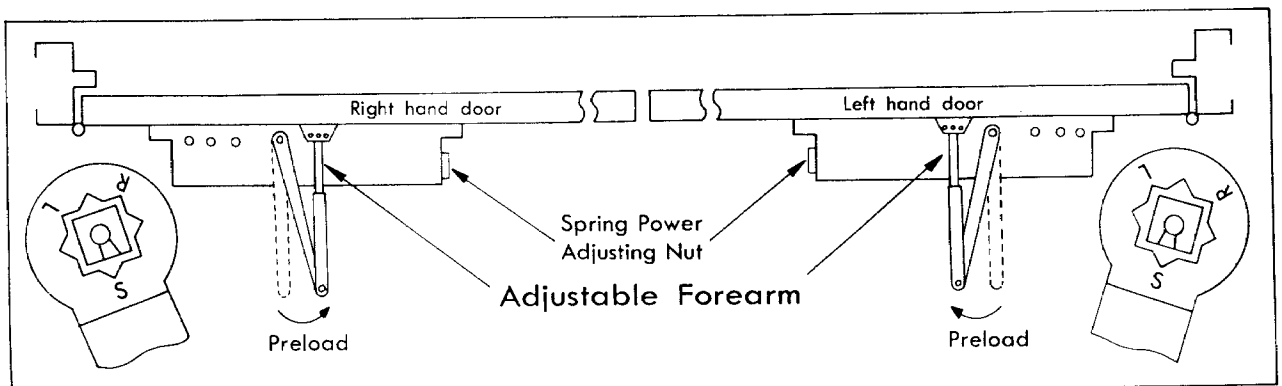 Right hand door
Left hand door
L R
S
L R
S
Spring Power
Adjusting Nut
Adjustable Forearm
Preload
Preload